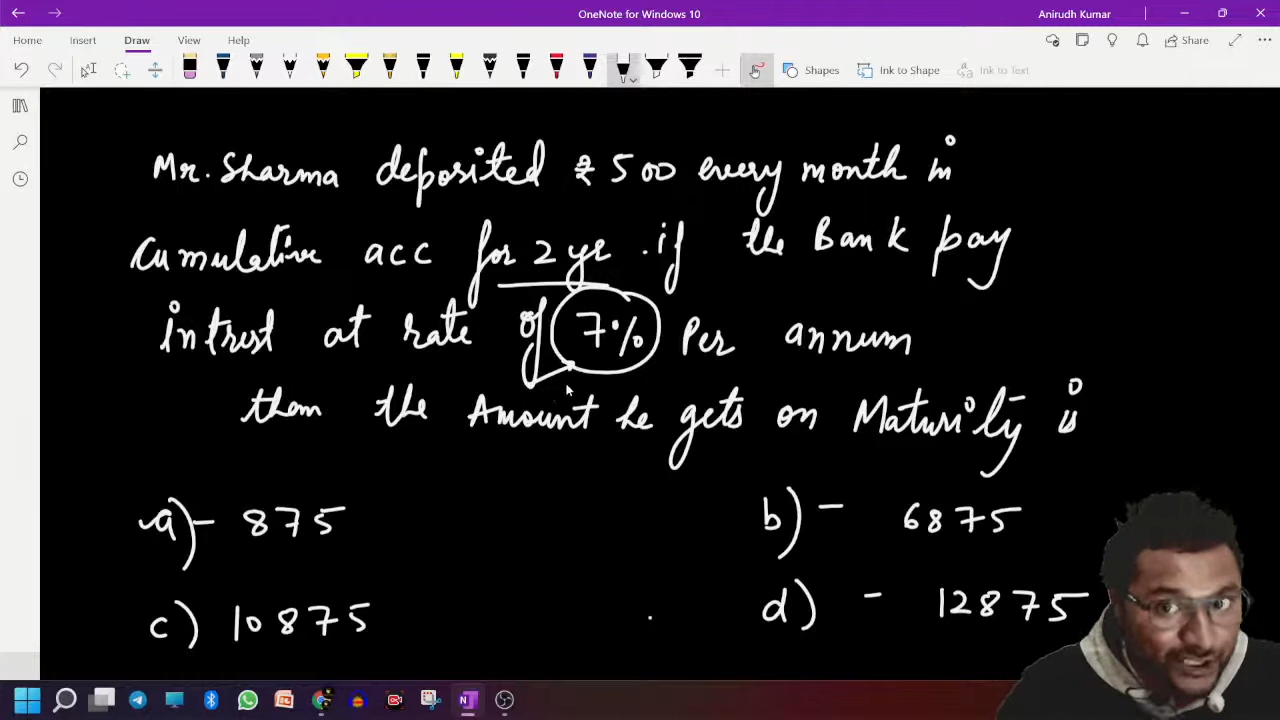 OneNote for Windows 10
Anirudh Kumar
Home Insert Draw View Help
Share
Shapes Ink to Shape Ink to Text
Mr. Sharma deposited ₹ 500 every month in
Cumulative acc for 2 yr . if the Bank pay
intrest at rate of 7% Per annum
than the Amount he gets on Maturity is
a) - 875
b) - 6875
c) 10875
d) - 12875